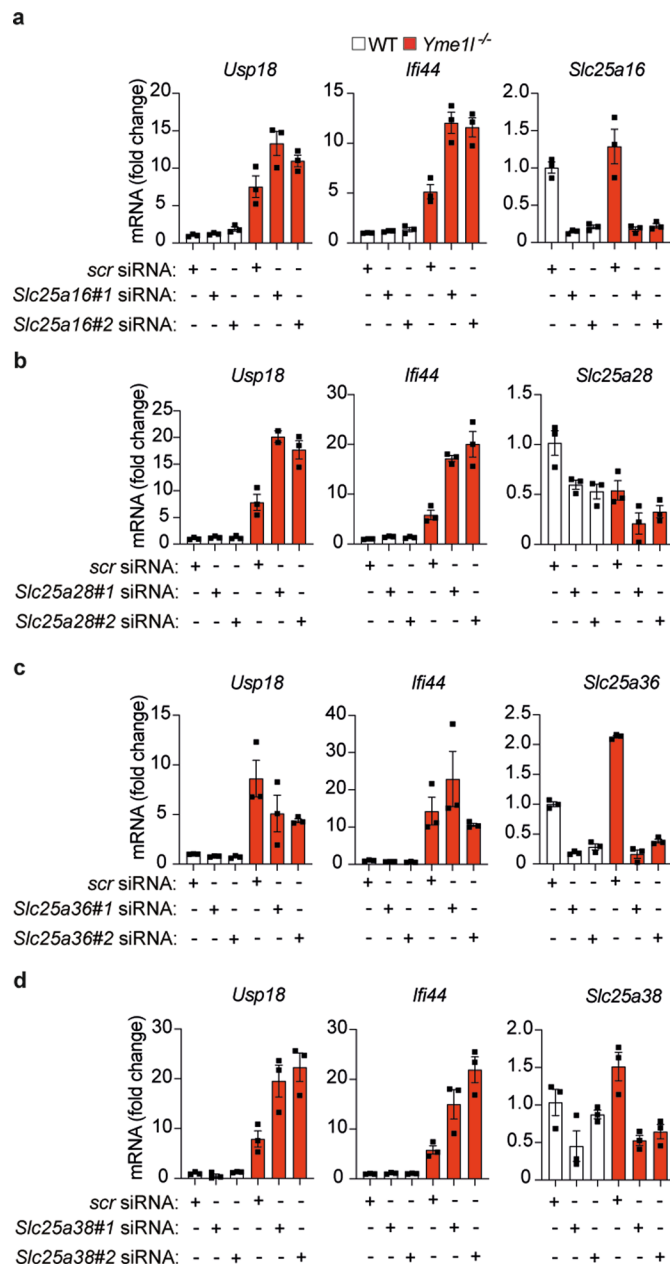 a
WT Yme1l -/-
Usp18 Ifi44 Slc25a16
mRNA (fold change)
20 15 10 5 0
15 10 5 0
2.0 1.5 1.0 0.5 0
scr siRNA: + - - + - - + - - + - - + - - + - -
Slc25a16#1 siRNA: - + - - + - - + - - + - - + - - + -
Slc25a16#2 siRNA: - - + - - + - - + - - + - - + - - +
b
Usp18 Ifi44 Slc25a28
mRNA (fold change)
25 20 15 10 5 0
30 20 10 0
1.5 1.0 0.5 0
scr siRNA: + - - + - - + - - + - - + - - + - -
Slc25a28#1 siRNA: - + - - + - - + - - + - - + - - + -
Slc25a28#2 siRNA: - - + - - + - - + - - + - - + - - +
c
Usp18 Ifi44 Slc25a36
mRNA (fold change)
15 10 5 0
40 30 20 10 0
2.5 2.0 1.5 1.0 0.5 0
scr siRNA: + - - + - - + - - + - - + - - + - -
Slc25a36#1 siRNA: - + - - + - - + - - + - - + - - + -
Slc25a36#2 siRNA: - - + - - + - - + - - + - - + - - +
d
Usp18 Ifi44 Slc25a38
mRNA (fold change)
30 20 10 0
30 20 10 0
2.0 1.5 1.0 0.5 0
scr siRNA: + - - + - - + - - + - - + - - + - -
Slc25a38#1 siRNA: - + - - + - - + - - + - - + - - + -
Slc25a38#2 siRNA: - - + - - + - - + - - + - - + - - +